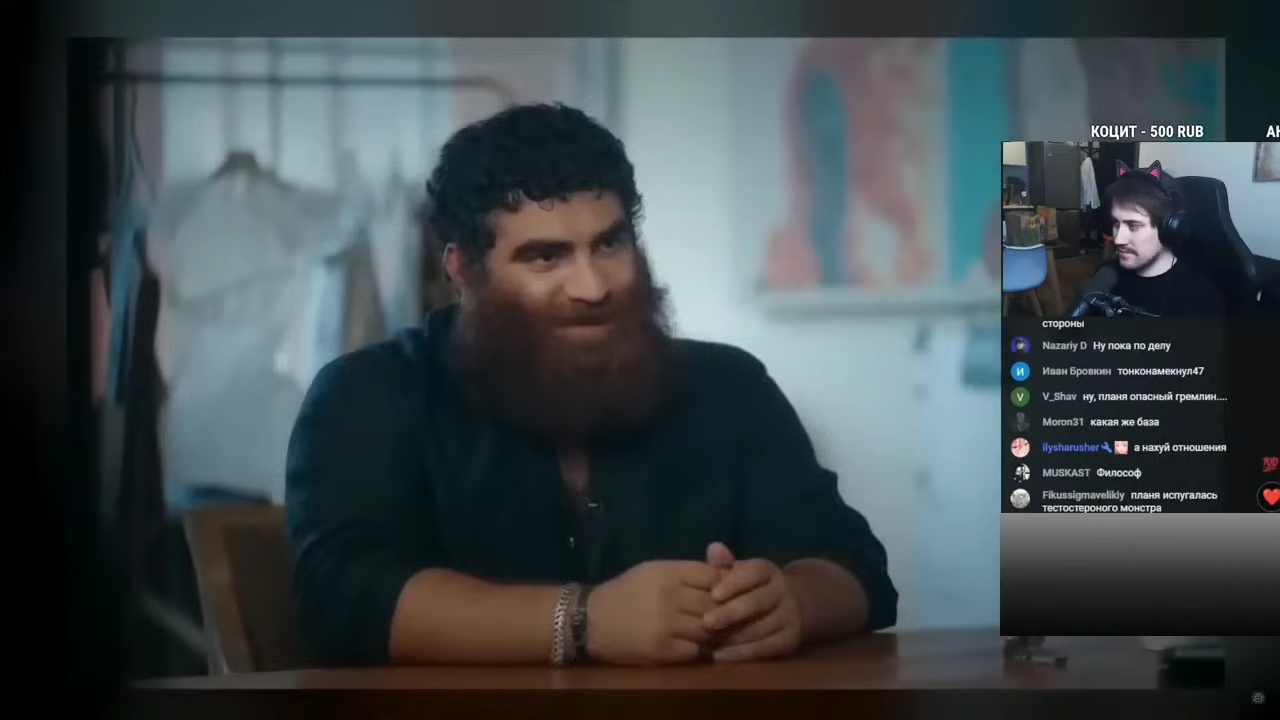 КОЦИТ - 500 RUB
стороны
Nazariy D Ну пока по делу
И
Иван Бровкин тонконамекнул47
V
V_Shav ну, планя опасный гремлин....
Moron31 какая же база
ilysharusher а нахуй отношения
MUSKAST Философ
Fikussigmavelikiy планя испугалась
тестостероного монстра